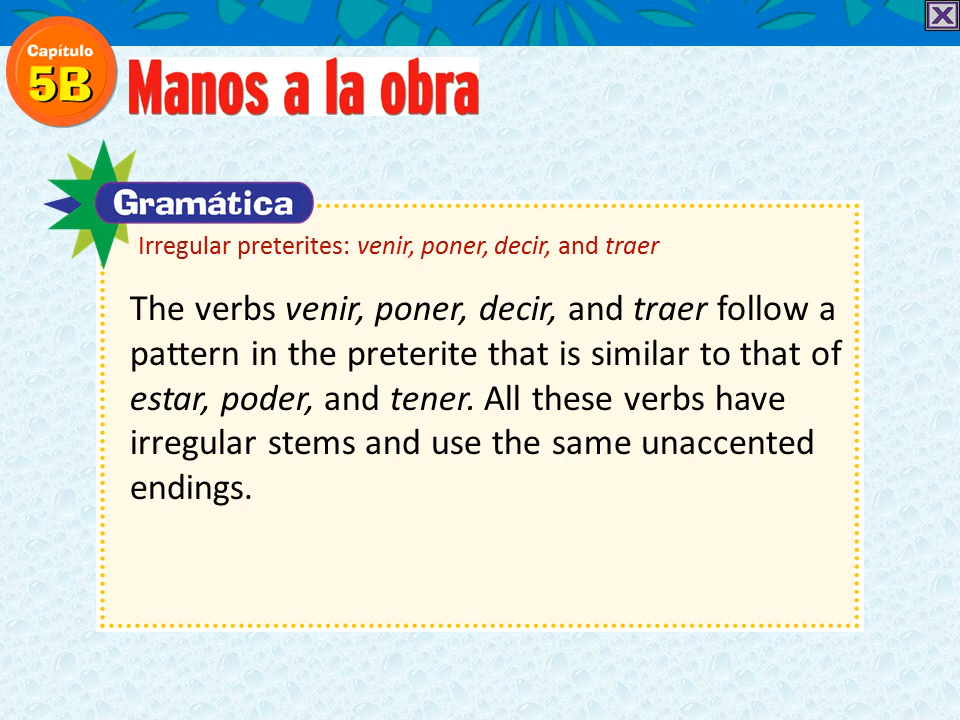 Capítulo
5B
Manos a la obra
Gramática
Irregular preterites: venir, poner, decir, and traer
The verbs venir, poner, decir, and traer follow a
pattern in the preterite that is similar to that of
estar, poder, and tener. All these verbs have
irregular stems and use the same unaccented
endings.